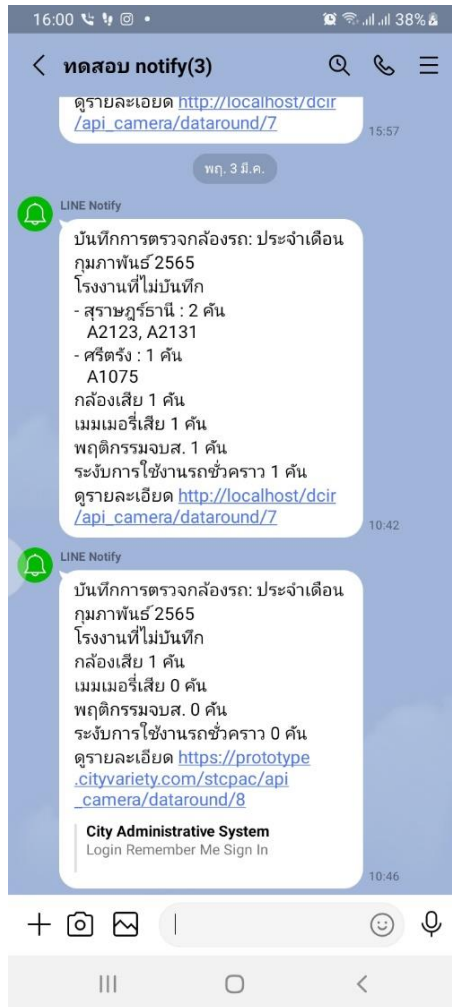 16:00
38%
ทดสอบ notify(3)
ดูรายละเอียด http://localhost/dcir
/api_camera/dataround/7
15:57
พฤ. 3 มี.ค.
LINE Notify
บันทึกการตรวจกล้องรถ: ประจำเดือน
กุมภาพันธ์ 2565
โรงงานที่ไม่บันทึก
- สุราษฎร์ธานี : 2 คัน
A2123, A2131
- ศรีตรัง : 1 คัน
A1075
กล้องเสีย 1 คัน
เมมเมอรี่เสีย 1 คัน
พฤติกรรมจบส. 1 คัน
ระงับการใช้งานรถชั่วคราว 1 คัน
ดูรายละเอียด http://localhost/dcir
/api_camera/dataround/7
10:42
LINE Notify
บันทึกการตรวจกล้องรถ: ประจำเดือน
กุมภาพันธ์ 2565
โรงงานที่ไม่บันทึก
กล้องเสีย 1 คัน
เมมเมอรี่เสีย 0 คัน
พฤติกรรมจบส. 0 คัน
ระงับการใช้งานรถชั่วคราว 0 คัน
ดูรายละเอียด https://prototype
.cityvariety.com/stcpac/api
_camera/dataround/8
City Administrative System
Login Remember Me Sign In
10:46